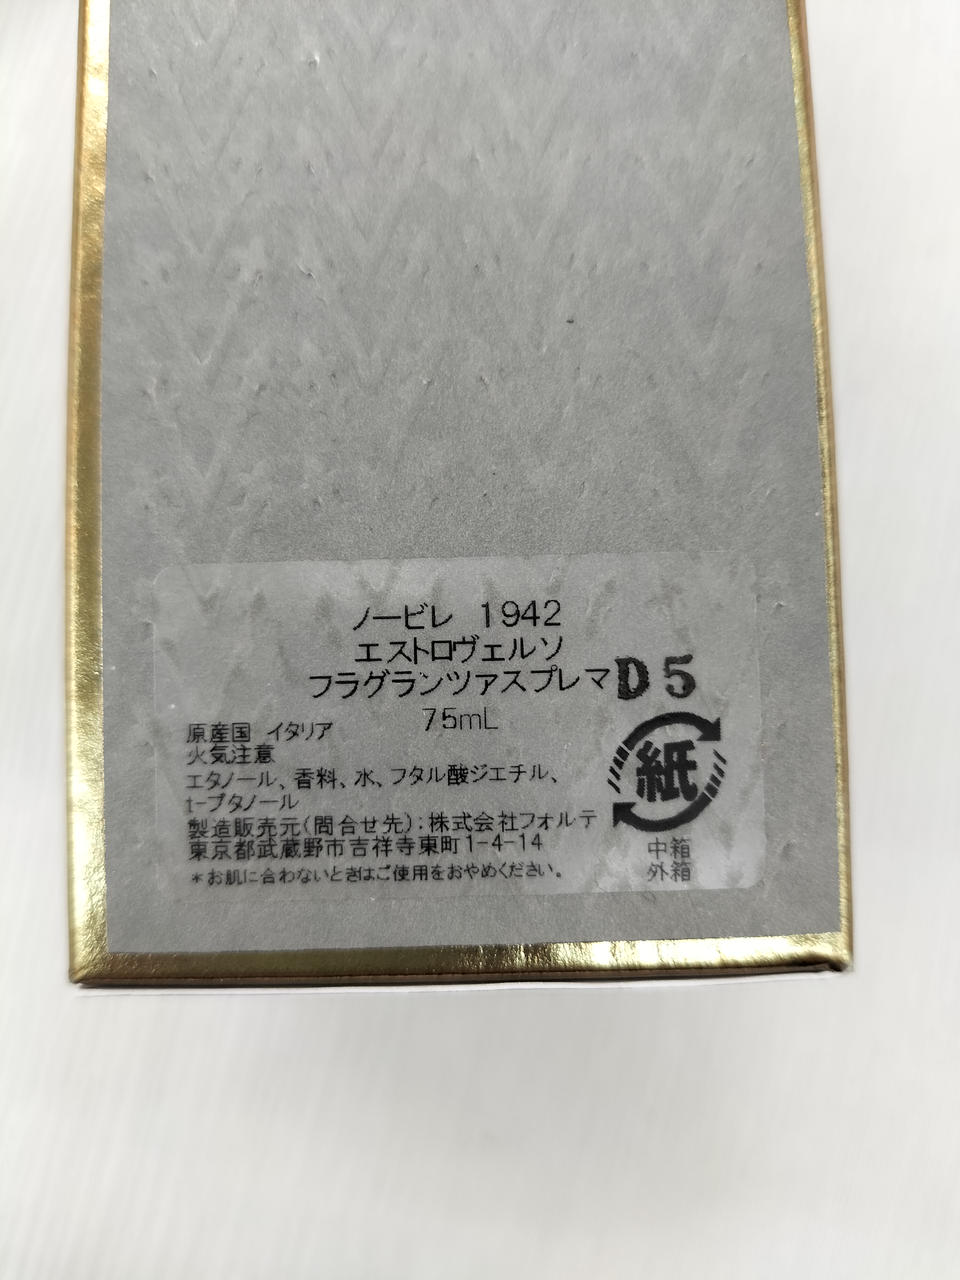 ノービレ 1942
エストロヴェルソ
フラグランツァスプレマ
D5
75mL
原産国 イタリア
火気注意
エタノール、香料、水、フタル酸ジエチル、
t-ブタノール
製造販売元(問合せ先):株式会社フォルテ
東京都武蔵野市吉祥寺東町1-4-14
*お肌に合わないときはご使用をおやめください。
紙
中箱
外箱